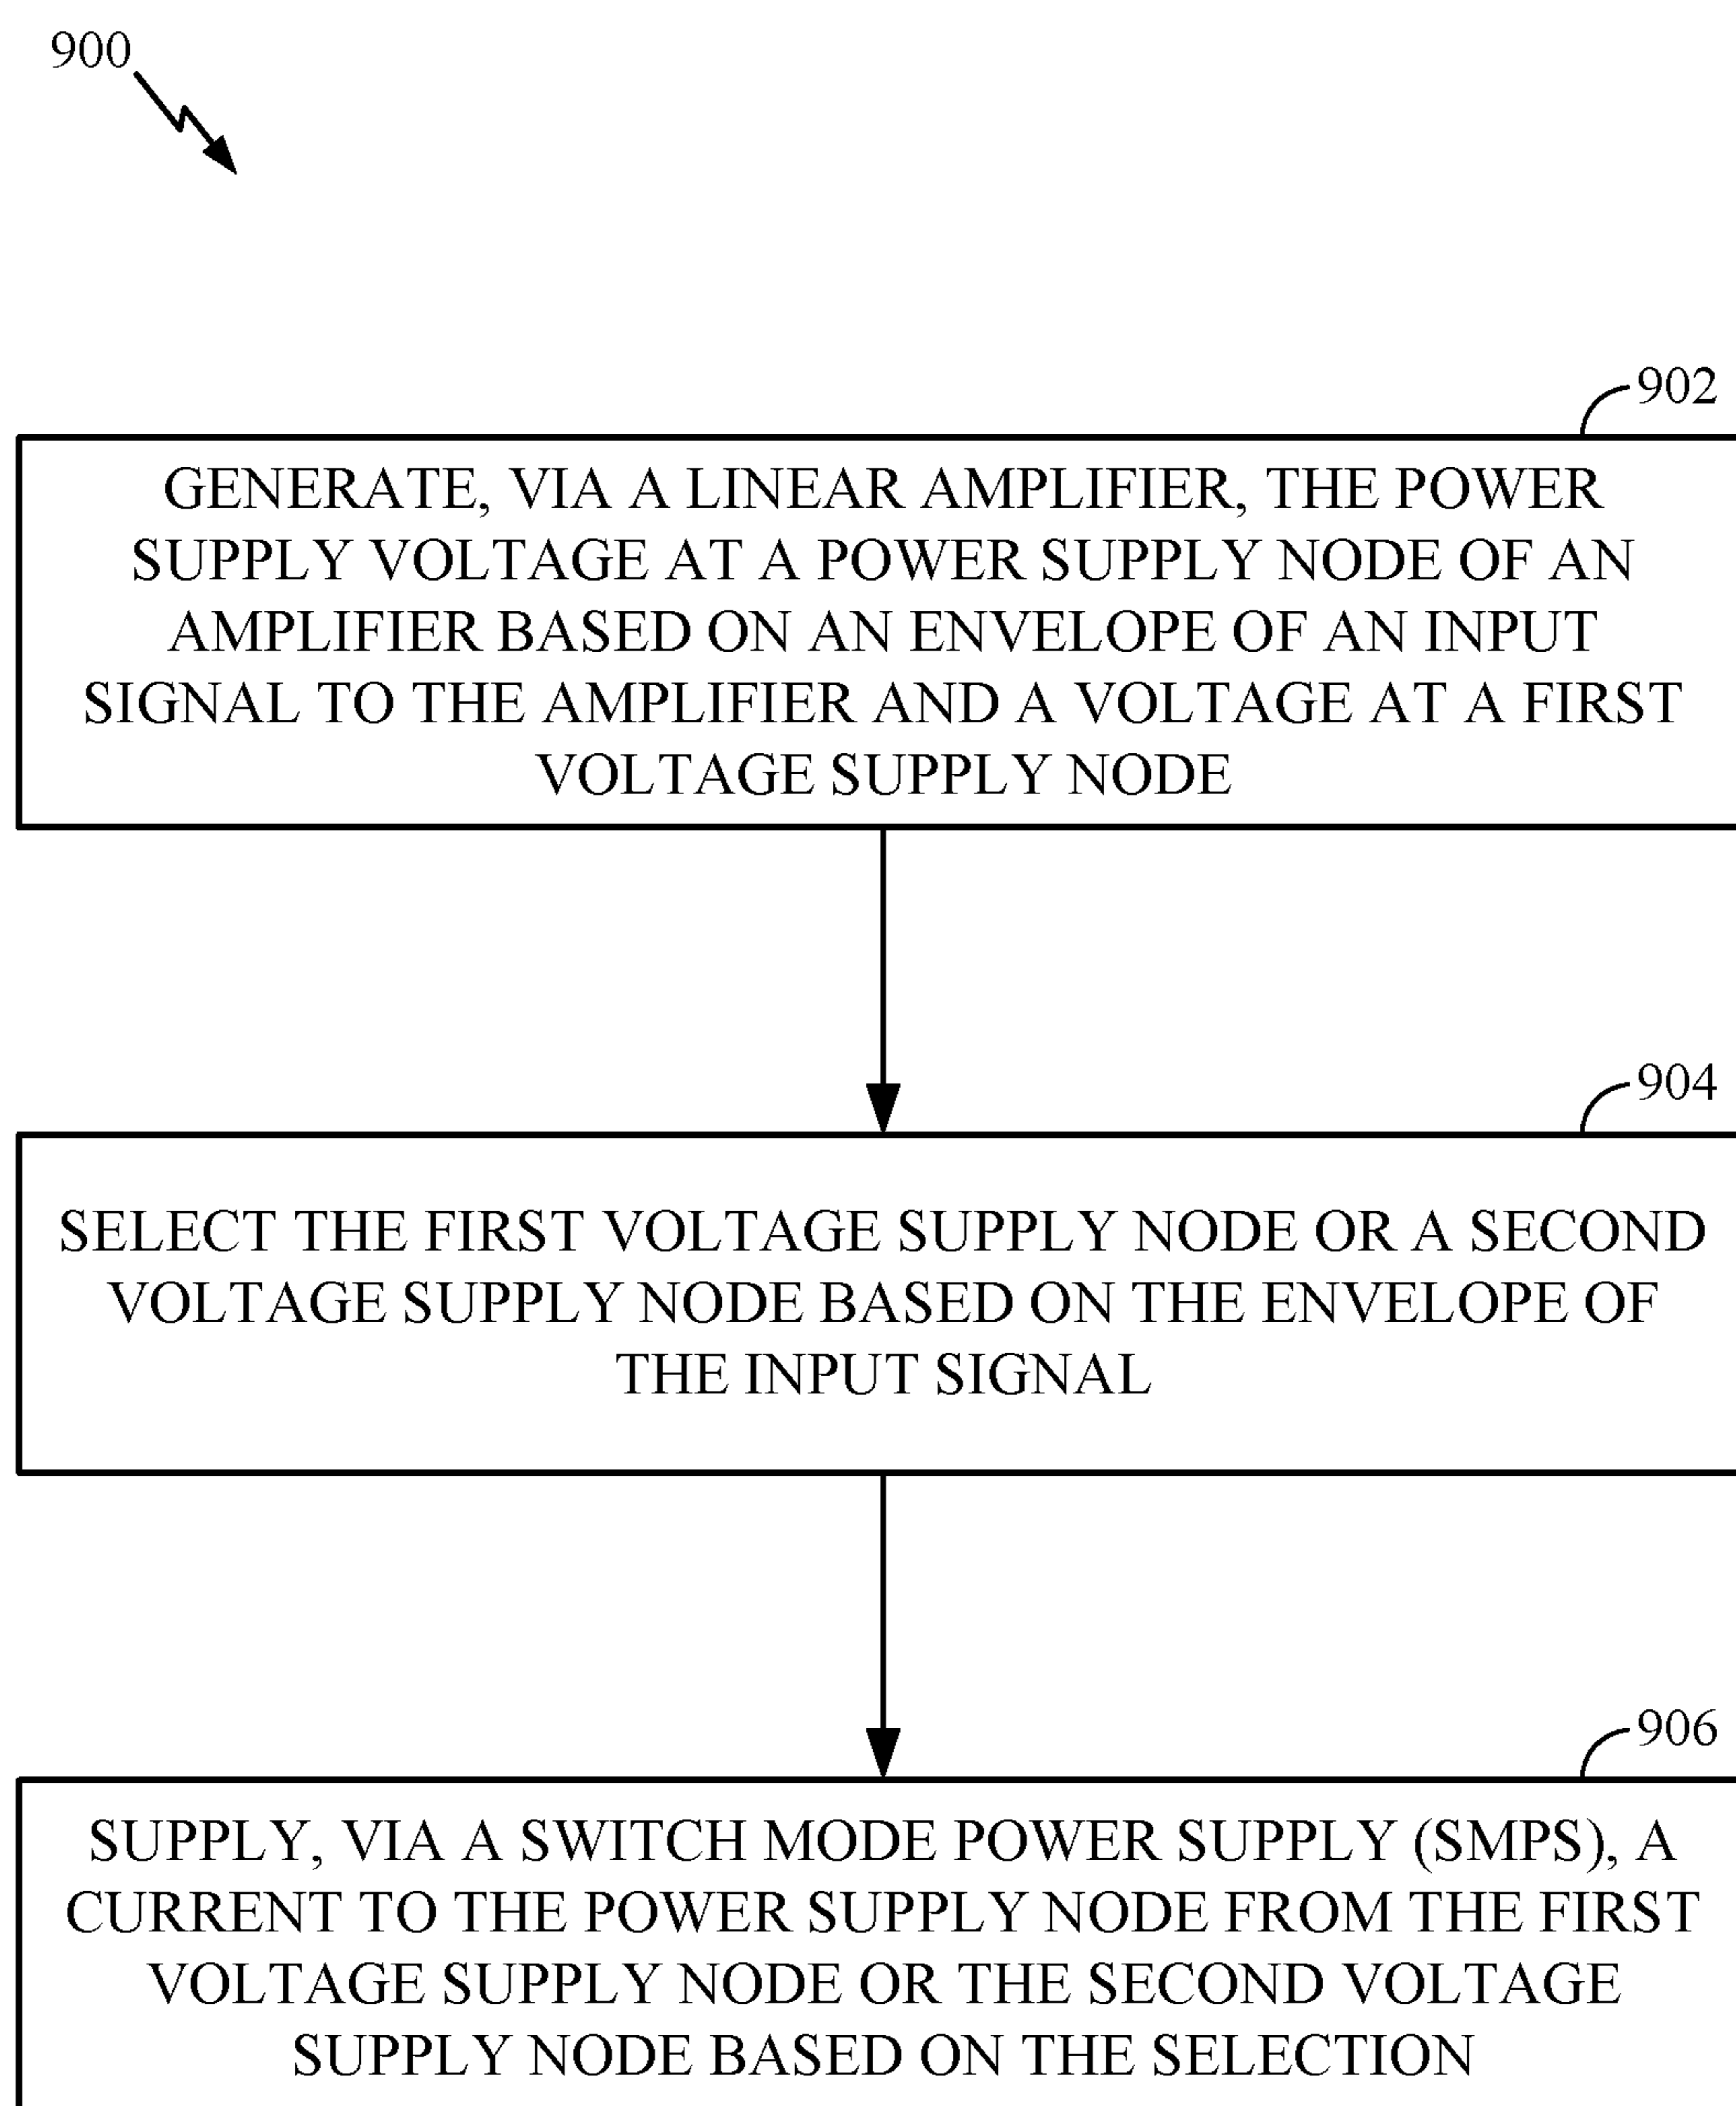 900
902
GENERATE, VIA A LINEAR AMPLIFIER, THE POWER
SUPPLY VOLTAGE AT A POWER SUPPLY NODE OF AN
AMPLIFIER BASED ON AN ENVELOPE OF AN INPUT
SIGNAL TO THE AMPLIFIER AND A VOLTAGE AT A FIRST
VOLTAGE SUPPLY NODE
904
SELECT THE FIRST VOLTAGE SUPPLY NODE OR A SECOND
VOLTAGE SUPPLY NODE BASED ON THE ENVELOPE OF
THE INPUT SIGNAL
906
SUPPLY, VIA A SWITCH MODE POWER SUPPLY (SMPS), A
CURRENT TO THE POWER SUPPLY NODE FROM THE FIRST
VOLTAGE SUPPLY NODE OR THE SECOND VOLTAGE
SUPPLY NODE BASED ON THE SELECTION